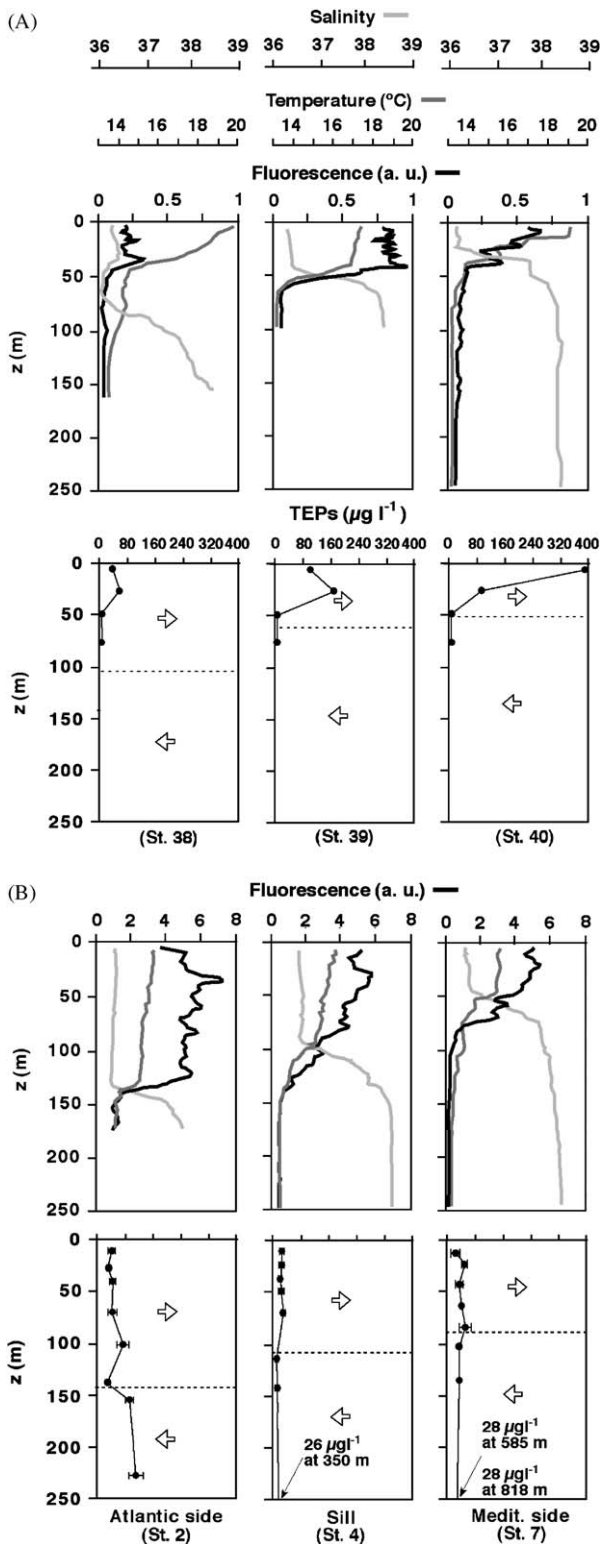 (A)
Salinity
36 37 38 39 36 37 38 39 36 37 38 39
Temperature (°C)
14 16 18 20 14 16 18 20 14 16 18 20
Fluorescence (a. u.)
0 0.5 1 0 0.5 1 0 0.5 1
0
50
100
150
200
250
z (m)
TEPs (µg l⁻¹)
80 160 240 320 400 80 160 240 320 400 80 160 240 320 400
0
50
100
150
200
250
z (m)
(St. 38) (St. 39) (St. 40)
(B)
Fluorescence (a. u.)
0 2 4 6 8 0 2 4 6 8 0 2 4 6 8
0
50
100
150
200
250
z (m)
0
50
100
150
200
250
z (m)
26 µgl⁻¹
at 350 m
28 µgl⁻¹
at 585 m
28 µgl⁻¹
at 818 m
Atlantic side Sill Medit. side
(St. 2) (St. 4) (St. 7)